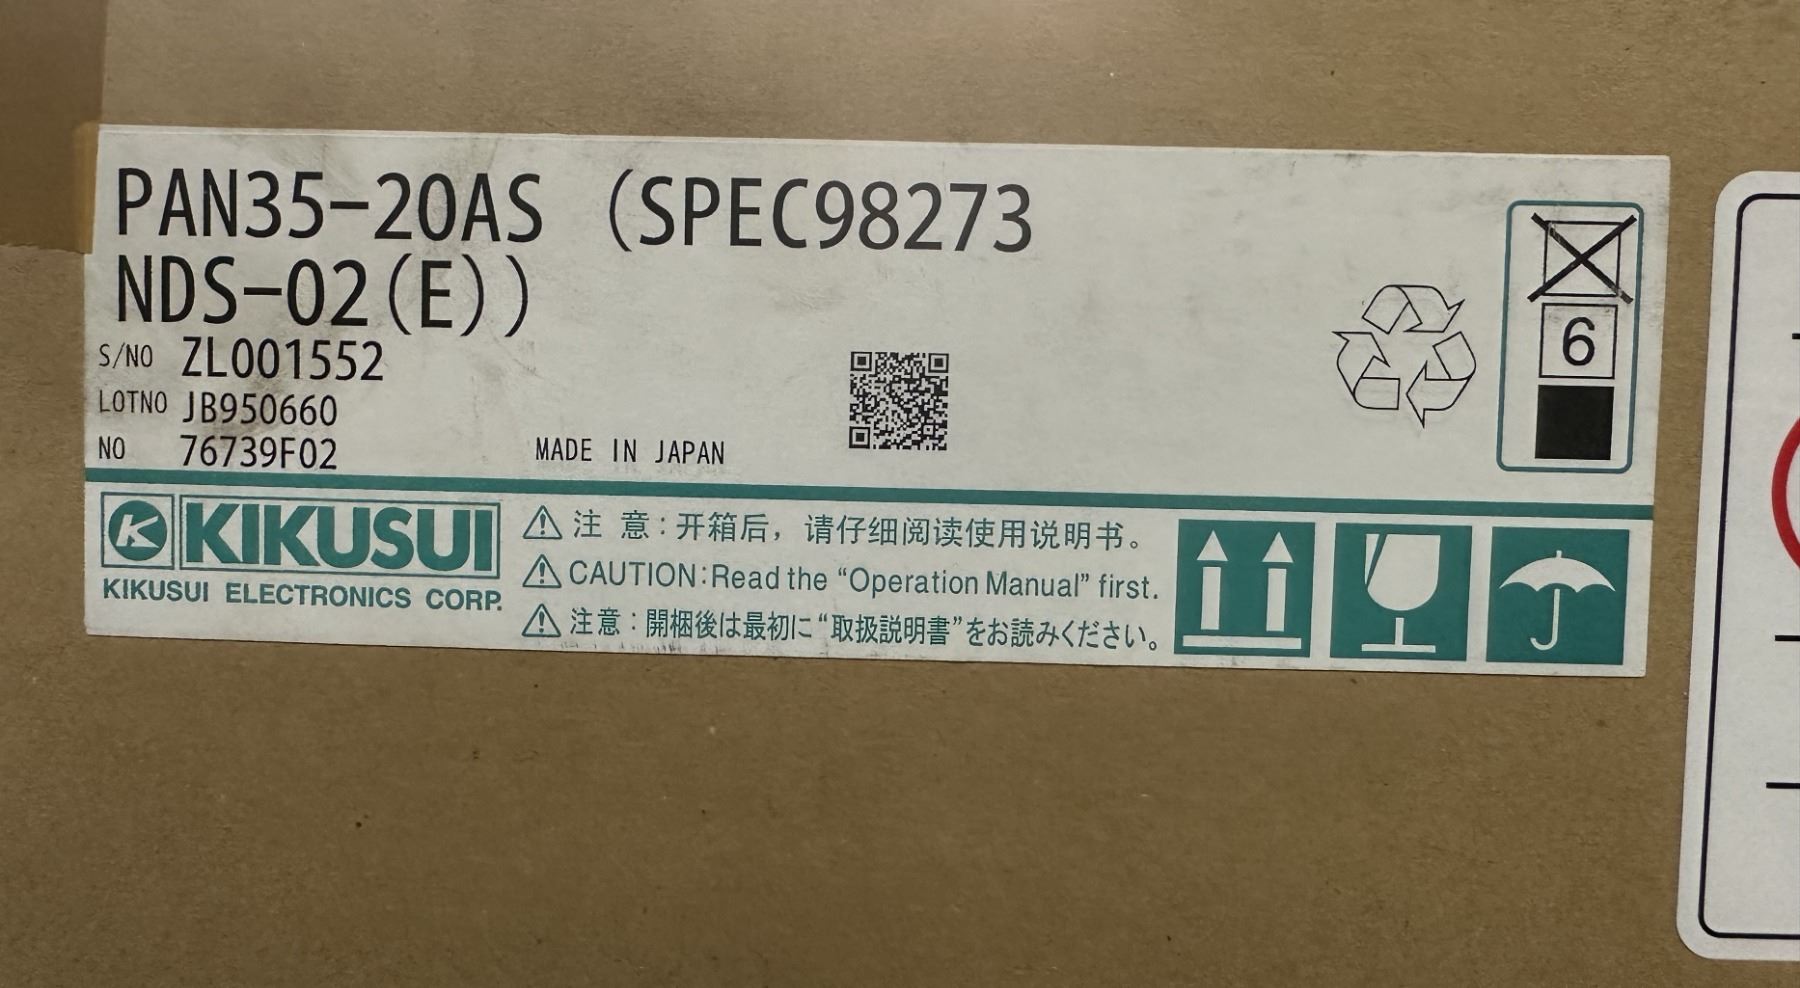 PAN35-20AS (SPEC98273
NDS-02(E))
S/NO ZL001552
LOTNO JB950660
NO 76739F02
MADE IN JAPAN
6
K KIKUSUI
KIKUSUI ELECTRONICS CORP.
注 意:开箱后，请仔细阅读使用说明书。
CAUTION:Read the “Operation Manual” first.
注意:開梱後は最初に“取扱説明書”をお読みください。